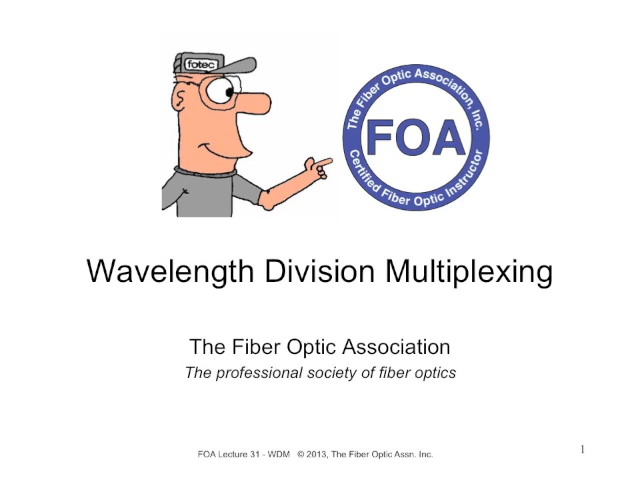 fotec
The Fiber Optic Association, Inc.
FOA
Certified Fiber Optic Instructor
Wavelength Division Multiplexing
The Fiber Optic Association
The professional society of fiber optics
FOA Lecture 31 - WDM © 2013, The Fiber Optic Assn. Inc.
1